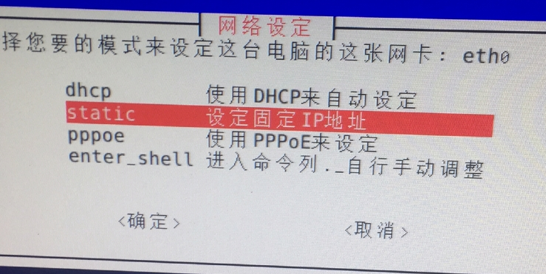 网络设定
择您要的模式来设定这台电脑的这张网卡: eth0
dhcp 使用DHCP来自动设定
static 设定固定IP地址
pppoe 使用PPPoE来设定
enter_shell 进入命令列._自行手动调整
<确定> <取消>